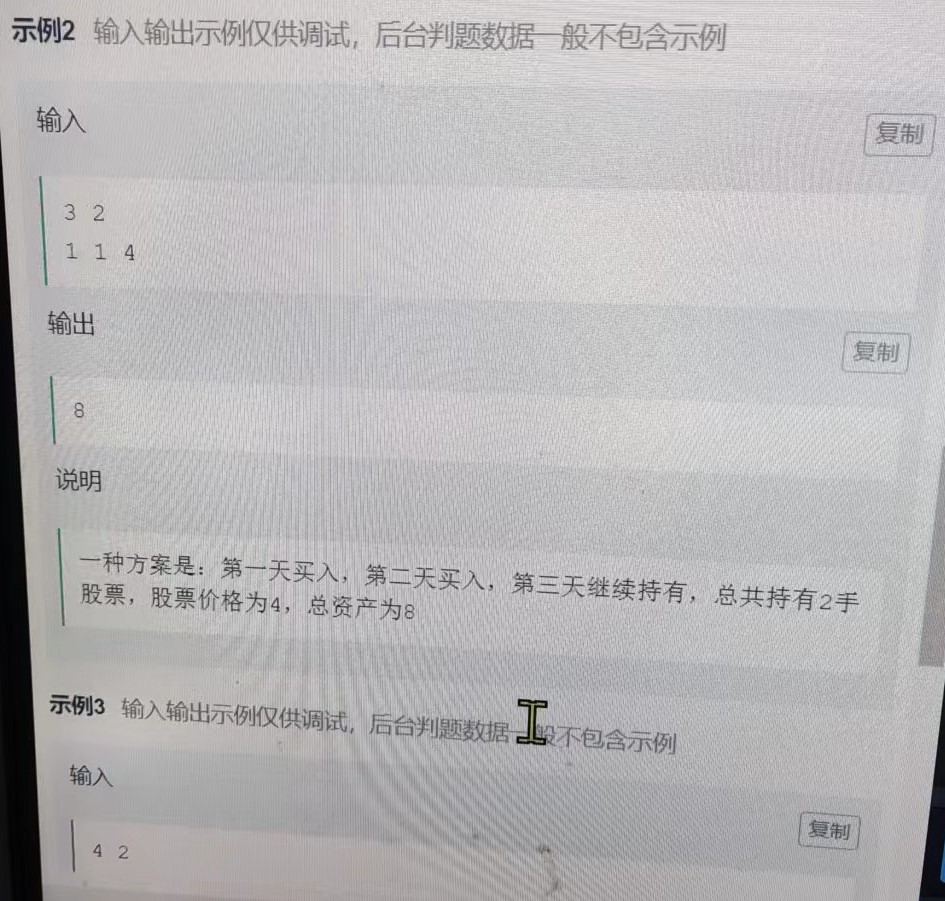 示例2 输入输出示例仅供调试，后台判题数据一般不包含示例
输入
复制
3 2
1 1 4
输出
复制
8
说明
一种方案是：第一天买入，第二天买入，第三天继续持有，总共持有2手
股票，股票价格为4，总资产为8
示例3 输入输出示例仅供调试，后台判题数据一般不包含示例
输入
复制
4 2